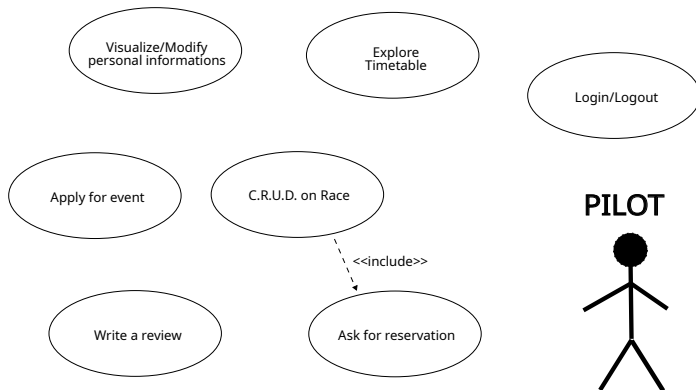 Visualize/Modify
personal informations
Explore
Timetable
Login/Logout
Apply for event
C.R.U.D. on Race
PILOT
<<include>>
Write a review
Ask for reservation